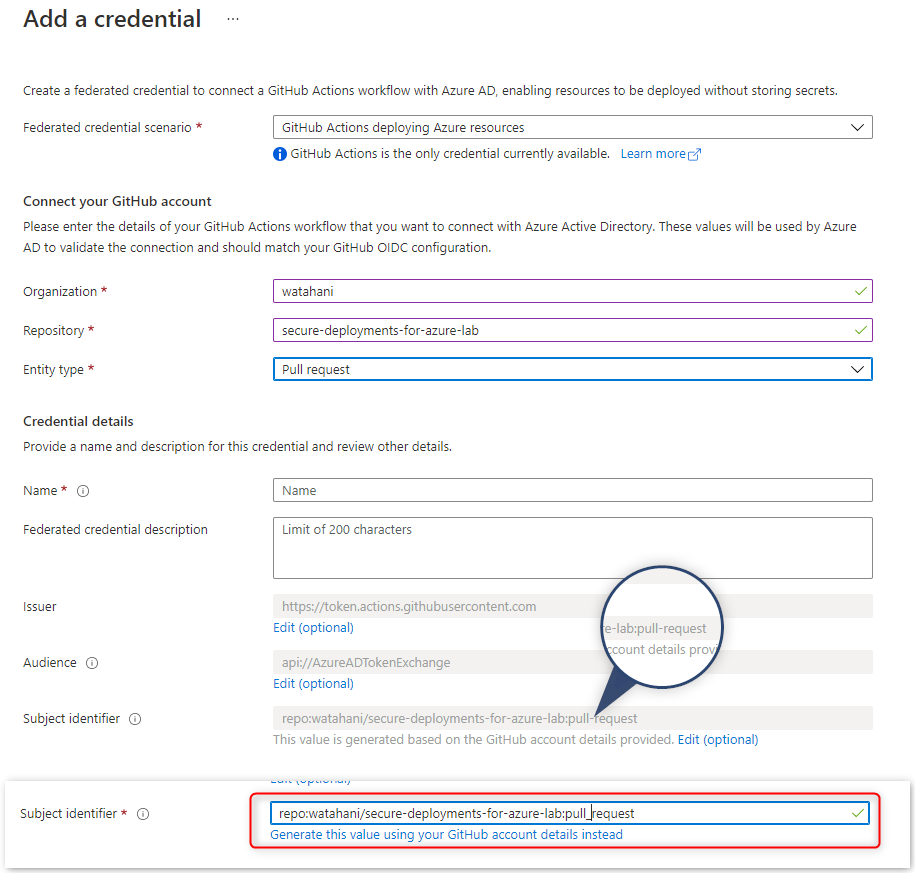 Add a credential ...
Create a federated credential to connect a GitHub Actions workflow with Azure AD, enabling resources to be deployed without storing secrets.
Federated credential scenario *
GitHub Actions deploying Azure resources
GitHub Actions is the only credential currently available. Learn more
Connect your GitHub account
Please enter the details of your GitHub Actions workflow that you want to connect with Azure Active Directory. These values will be used by Azure
AD to validate the connection and should match your GitHub OIDC configuration.
Organization *
watahani
Repository *
secure-deployments-for-azure-lab
Entity type *
Pull request
Credential details
Provide a name and description for this credential and review other details.
Name *
Name
Federated credential description
Limit of 200 characters
Issuer
https://token.actions.githubusercontent.com
Edit (optional)
e-lab:pull-request
ccount details provi
Audience
api://AzureADTokenExchange
Edit (optional)
Subject identifier
repo:watahani/secure-deployments-for-azure-lab:pull-request
This value is generated based on the GitHub account details provided. Edit (optional)
Edit (optional)
Subject identifier *
repo:watahani/secure-deployments-for-azure-lab:pull_request
Generate this value using your GitHub account details instead